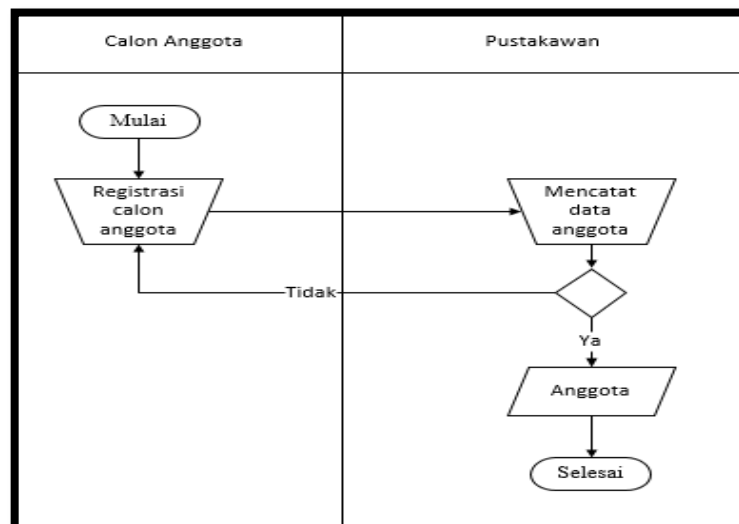 Calon Anggota
Pustakawan
Mulai
Registrasi
calon
anggota
Mencatat
data
anggota
Tidak
Ya
Anggota
Selesai